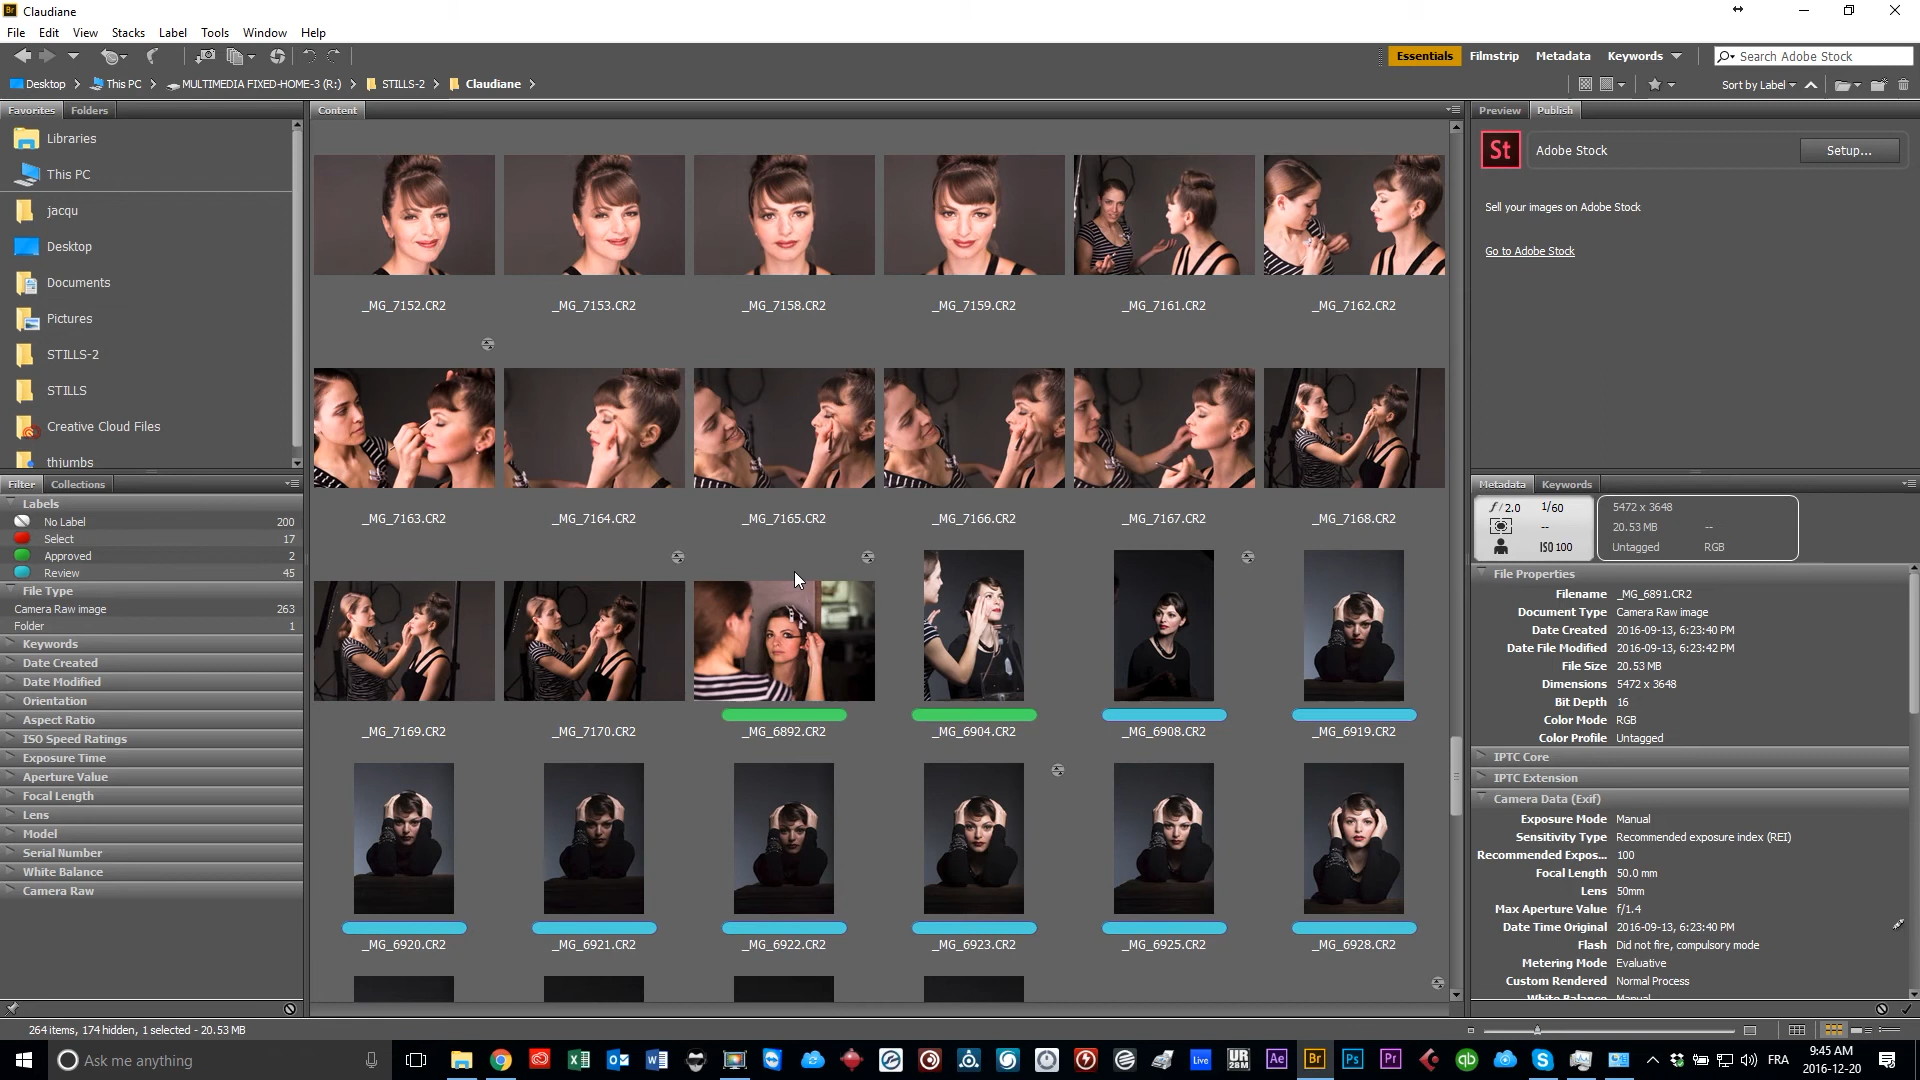 Br Claudiane
File Edit View Stacks Label Tools Window Help
Essentials Filmstrip Metadata Keywords Search Adobe Stock
Desktop This PC MULTIMEDIA FIXED-HOME-3 (R:) STILLS-2 Claudiane Sort by Label
Favorites Folders
Libraries
This PC
jacqu
Desktop
Documents
Pictures
STILLS-2
STILLS
Creative Cloud Files
thjumbs
Filter Collections
Labels
No Label 200
Select 17
Approved 2
Review 45
File Type
Camera Raw image 263
Folder 1
Keywords
Date Created
Date Modified
Orientation
Aspect Ratio
ISO Speed Ratings
Exposure Time
Aperture Value
Focal Length
Lens
Model
Serial Number
White Balance
Camera Raw
Content
_MG_7152.CR2 _MG_7153.CR2 _MG_7158.CR2 _MG_7159.CR2 _MG_7161.CR2 _MG_7162.CR2
_MG_7163.CR2 _MG_7164.CR2 _MG_7165.CR2 _MG_7166.CR2 _MG_7167.CR2 _MG_7168.CR2
_MG_7169.CR2 _MG_7170.CR2 _MG_6892.CR2 _MG_6904.CR2 _MG_6908.CR2 _MG_6919.CR2
_MG_6920.CR2 _MG_6921.CR2 _MG_6922.CR2 _MG_6923.CR2 _MG_6925.CR2 _MG_6928.CR2
Preview Publish
St Adobe Stock Setup...
Sell your images on Adobe Stock
Go to Adobe Stock
Metadata Keywords
f/2.0 1/60 5472 x 3648
-- 20.53 MB --
ISO 100 Untagged RGB
File Properties
Filename _MG_6891.CR2
Document Type Camera Raw image
Date Created 2016-09-13, 6:23:40 PM
Date File Modified 2016-09-13, 6:23:42 PM
File Size 20.53 MB
Dimensions 5472 x 3648
Bit Depth 16
Color Mode RGB
Color Profile Untagged
IPTC Core
IPTC Extension
Camera Data (Exif)
Exposure Mode Manual
Sensitivity Type Recommended exposure index (REI)
Recommended Expos... 100
Focal Length 50.0 mm
Lens 50mm
Max Aperture Value f/1.4
Date Time Original 2016-09-13, 6:23:40 PM
Flash Did not fire, compulsory mode
Metering Mode Evaluative
Custom Rendered Normal Process
White Balance Manual
264 items, 174 hidden, 1 selected - 20.53 MB
Ask me anything Live UR 28M Ae Br Ps Pr qb FRA 9:45 AM
2016-12-20